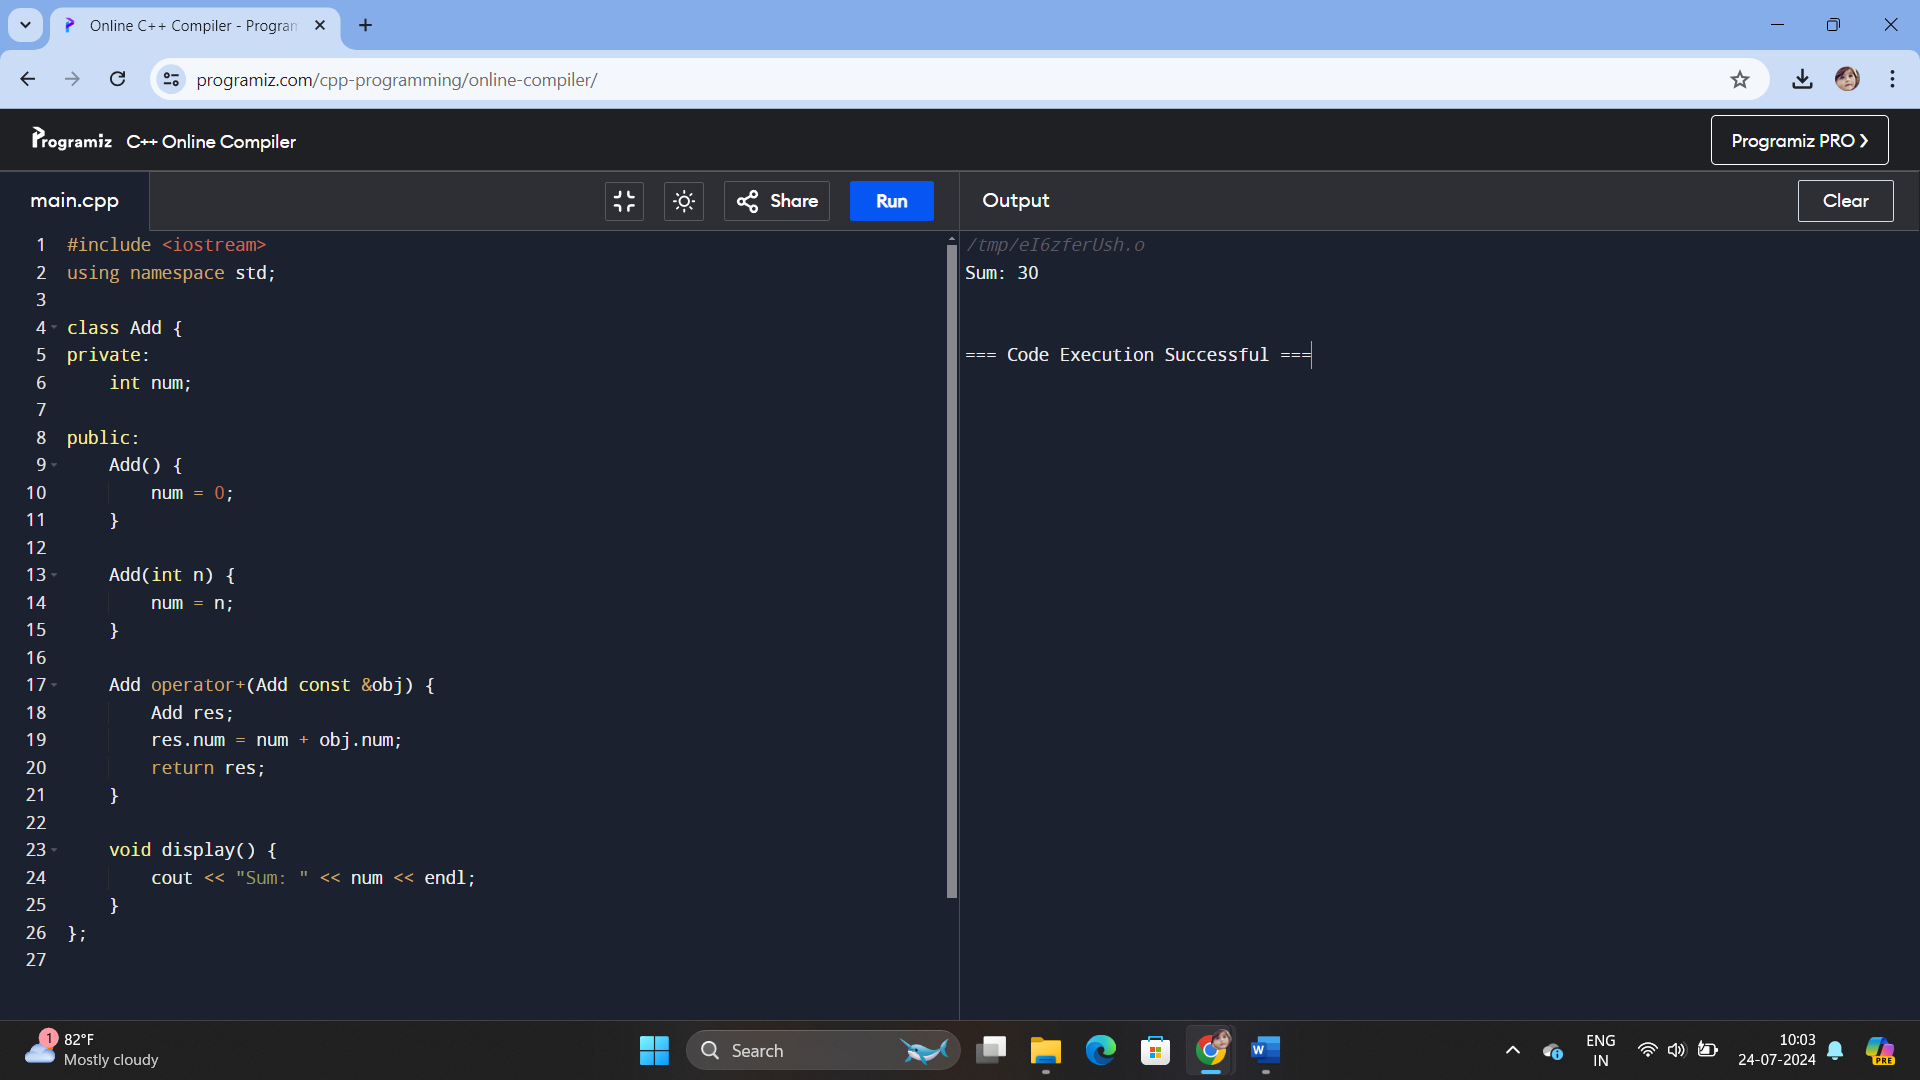 Online C++ Compiler - Program
programiz.com/cpp-programming/online-compiler/
Programiz C++ Online Compiler
Programiz PRO
main.cpp
Share
Run
Output
Clear
1 #include <iostream>
2 using namespace std;
3
4 class Add {
5 private:
6     int num;
7
8 public:
9     Add() {
10         num = 0;
11     }
12
13     Add(int n) {
14         num = n;
15     }
16
17     Add operator+(Add const &obj) {
18         Add res;
19         res.num = num + obj.num;
20         return res;
21     }
22
23     void display() {
24         cout << "Sum: " << num << endl;
25     }
26 };
27
/tmp/eI6zferUsh.o
Sum: 30
=== Code Execution Successful ===
1
82°F
Mostly cloudy
Search
W
PRE
ENG
IN
10:03
24-07-2024